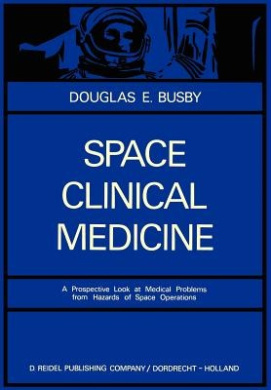 DOUGLAS E. BUSBY
SPACE
CLINICAL
MEDICINE
A Prospective Look at Medical Problems
from Hazards of Space Operations
D. REIDEL PUBLISHING COMPANY / DORDRECHT - HOLLAND